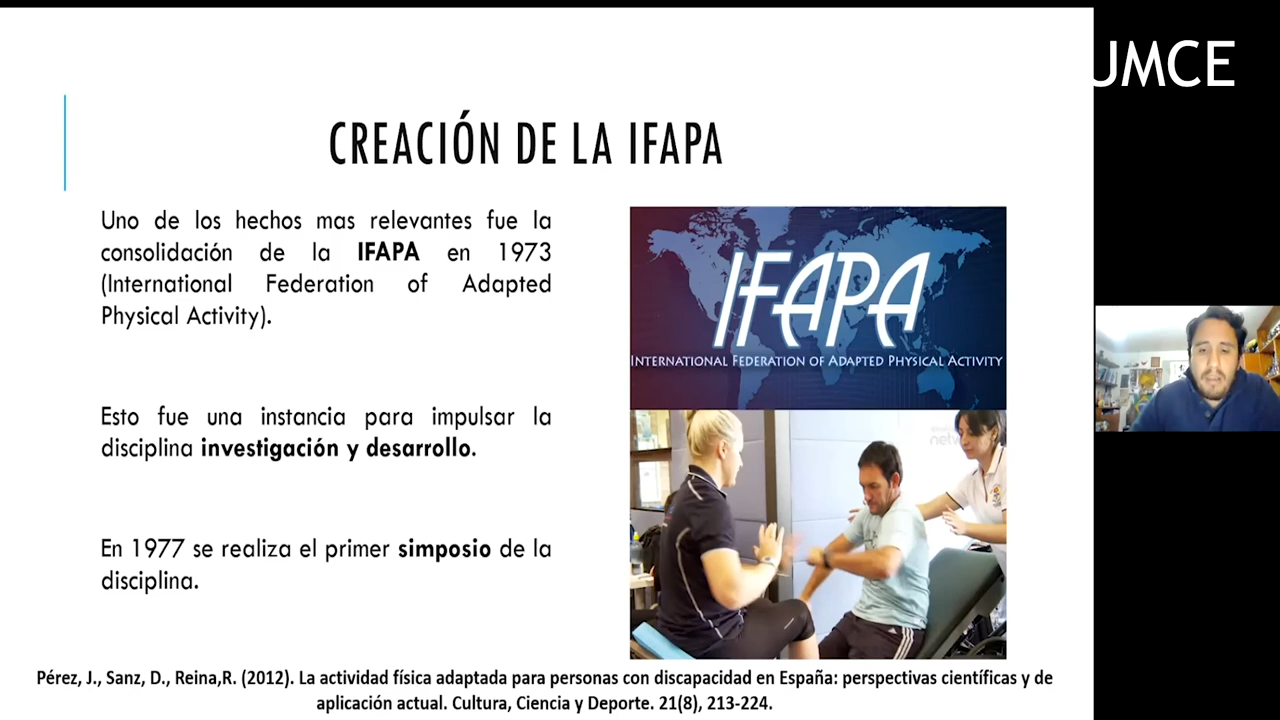 UMCE
CREACIÓN DE LA IFAPA
Uno de los hechos mas relevantes fue la
consolidación de la IFAPA en 1973
(International Federation of Adapted
Physical Activity).
Esto fue una instancia para impulsar la
disciplina investigación y desarrollo.
En 1977 se realiza el primer simposio de la
disciplina.
IFAPA
INTERNATIONAL FEDERATION OF ADAPTED PHYSICAL ACTIVITY
Pérez, J., Sanz, D., Reina,R. (2012). La actividad física adaptada para personas con discapacidad en España: perspectivas científicas y de
aplicación actual. Cultura, Ciencia y Deporte. 21(8), 213-224.